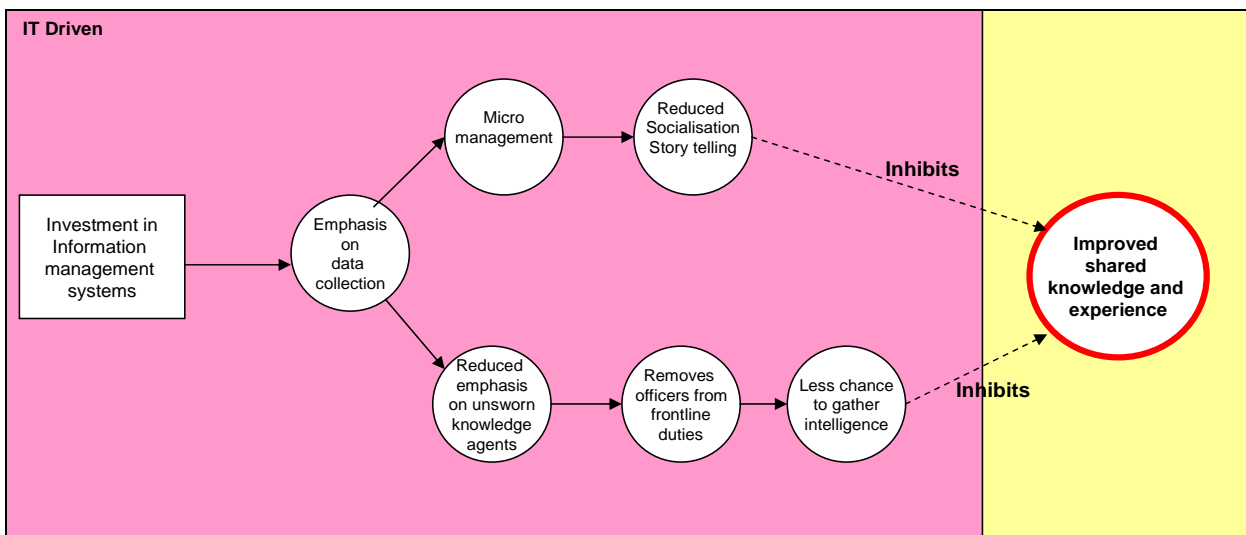 IT Driven
Micro
management
Reduced
Socialisation
Story telling
Inhibits
Investment in
Information
management
systems
Emphasis
on
data
collection
Improved
shared
knowledge and
experience
Reduced
emphasis
on unsworn
knowledge
agents
Removes
officers from
frontline
duties
Less chance
to gather
intelligence
Inhibits